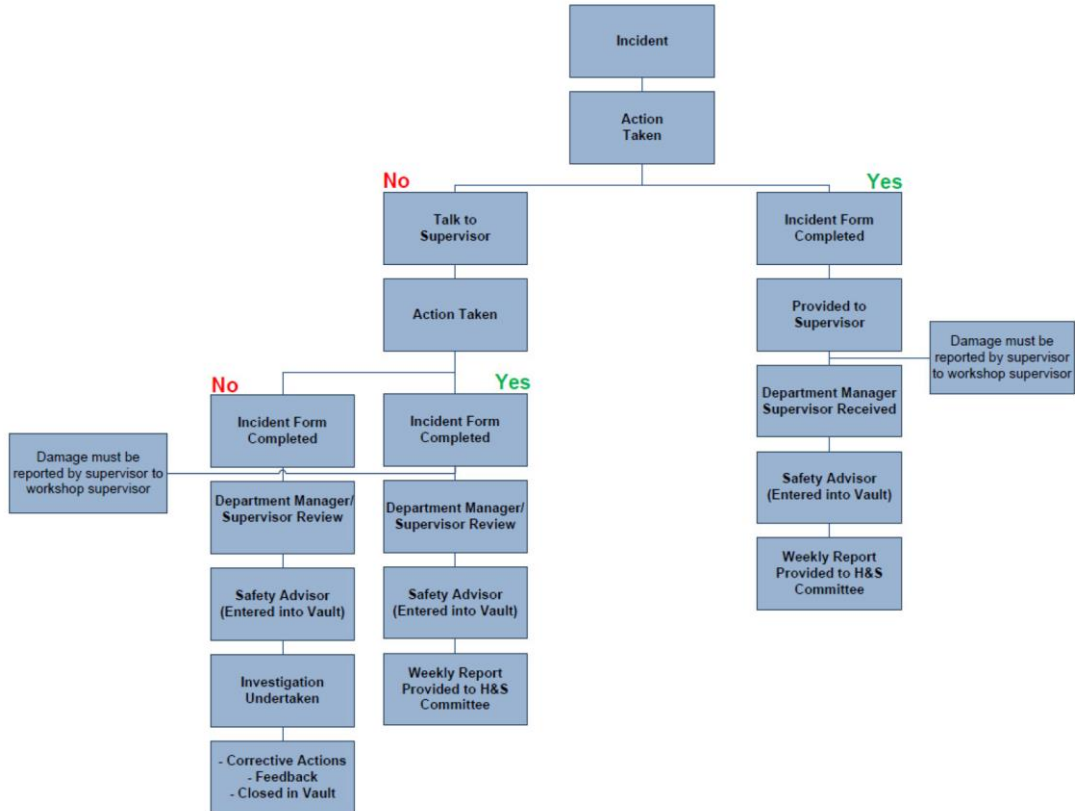 Incident
Action
Taken
No
Yes
Talk to
Supervisor
Incident Form
Completed
Action Taken
Provided to
Supervisor
Damage must be
reported by supervisor
to workshop supervisor
No
Yes
Department Manager
Supervisor Received
Incident Form
Completed
Incident Form
Completed
Damage must be
reported by supervisor to
workshop supervisor
Safety Advisor
(Entered into Vault)
Department Manager/
Supervisor Review
Department Manager/
Supervisor Review
Weekly Report
Provided to H&S
Committee
Safety Advisor
(Entered into Vault)
Safety Advisor
(Entered into Vault)
Investigation
Undertaken
Weekly Report
Provided to H&S
Committee
- Corrective Actions
- Feedback
- Closed in Vault